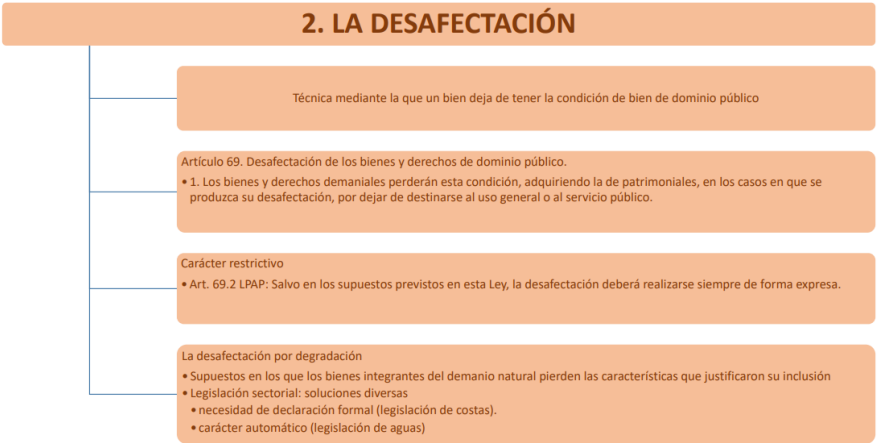 2. LA DESAFECTACIÓN
Técnica mediante la que un bien deja de tener la condición de bien de dominio público
Artículo 69. Desafectación de los bienes y derechos de dominio público.
• 1. Los bienes y derechos demaniales perderán esta condición, adquiriendo la de patrimoniales, en los casos en que se
produzca su desafectación, por dejar de destinarse al uso general o al servicio público.
Carácter restrictivo
• Art. 69.2 LPAP: Salvo en los supuestos previstos en esta Ley, la desafectación deberá realizarse siempre de forma expresa.
La desafectación por degradación
• Supuestos en los que los bienes integrantes del demanio natural pierden las características que justificaron su inclusión
• Legislación sectorial: soluciones diversas
• necesidad de declaración formal (legislación de costas).
• carácter automático (legislación de aguas)